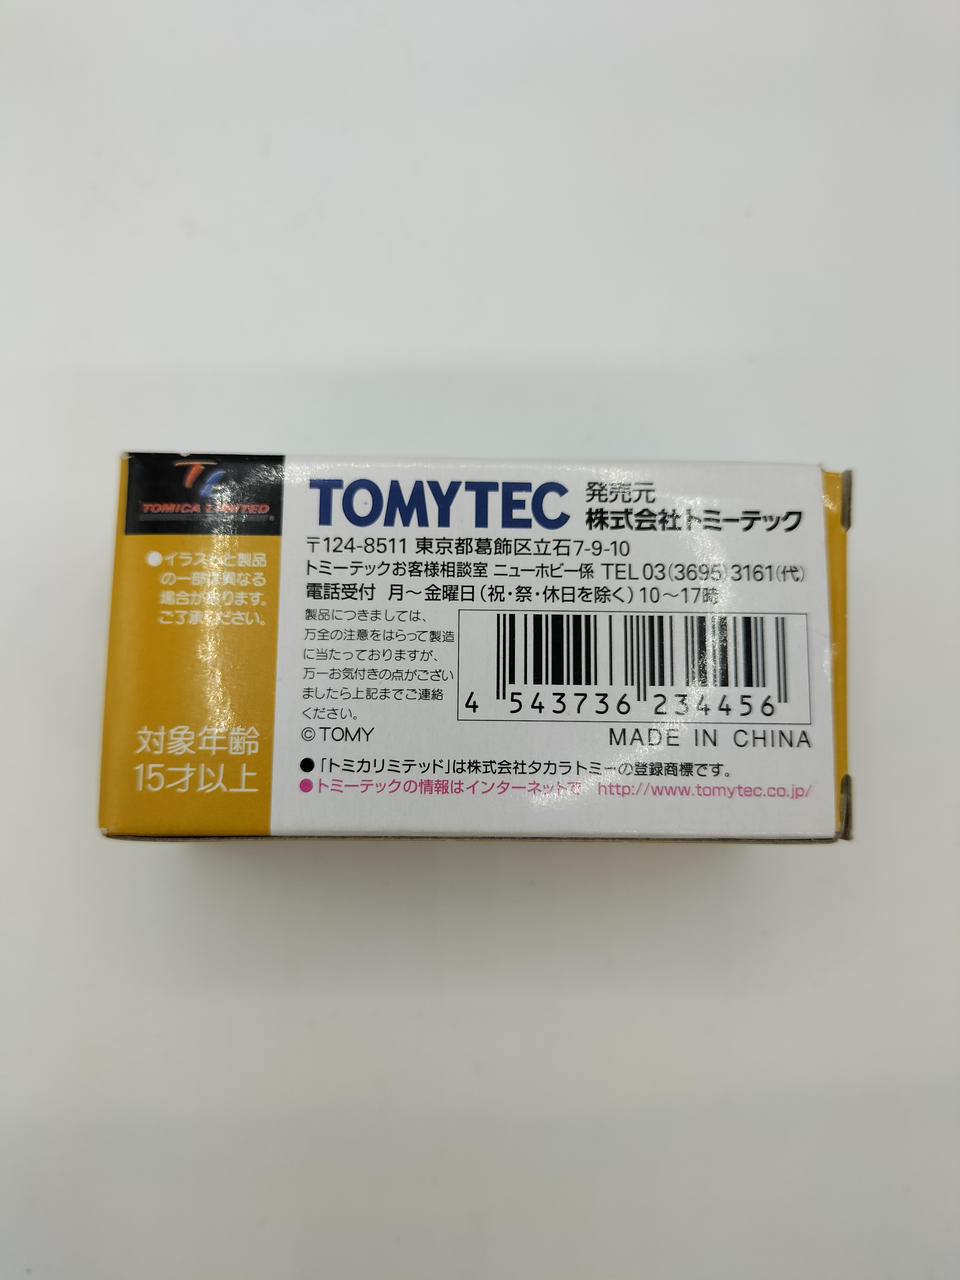 TL
TOMICA LIMITED
●イラストと製品
の一部は異なる
場合があります。
ご了承ください。
対象年齢
15才以上
TOMYTEC 発売元
株式会社トミーテック
〒124-8511 東京都葛飾区立石7-9-10
トミーテックお客様相談室 ニューホビー係 TEL 03(3695)3161(代)
電話受付 月～金曜日(祝・祭・休日を除く)10～17時
製品につきましては、
万全の注意をはらって製造
に当たっておりますが、
万一お気付きの点がござい
ましたら上記までご連絡
ください。
4 543736 234456
©TOMY
MADE IN CHINA
●「トミカリミテッド」は株式会社タカラトミーの登録商標です。
●トミーテックの情報はインターネットで http://www.tomytec.co.jp/